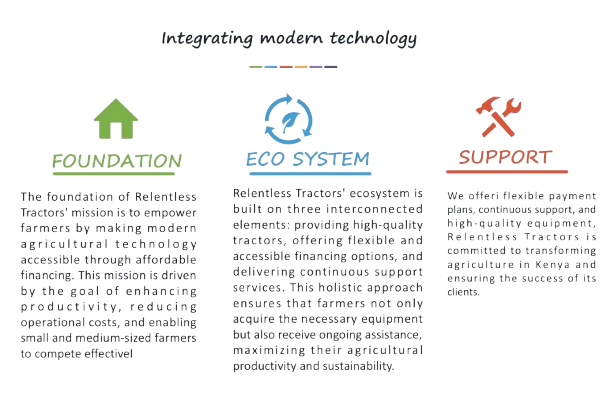 Integrating modern technology
FOUNDATION
The foundation of Relentless
Tractors' mission is to empower
farmers by making modern
agricultural technology
accessible through affordable
financing. This mission is driven
by the goal of enhancing
productivity, reducing
operational costs, and enabling
small and medium-sized farmers
to compete effectivel
ECO SYSTEM
Relentless Tractors' ecosystem is
built on three interconnected
elements: providing high-quality
tractors, offering flexible and
accessible financing options, and
delivering continuous support
services. This holistic approach
ensures that farmers not only
acquire the necessary equipment
but also receive ongoing assistance,
maximizing their agricultural
productivity and sustainability.
SUPPORT
We offeri flexible payment
plans, continuous support, and
high-quality equipment,
Relentless Tractors is
committed to transforming
agriculture in Kenya and
ensuring the success of its
clients.